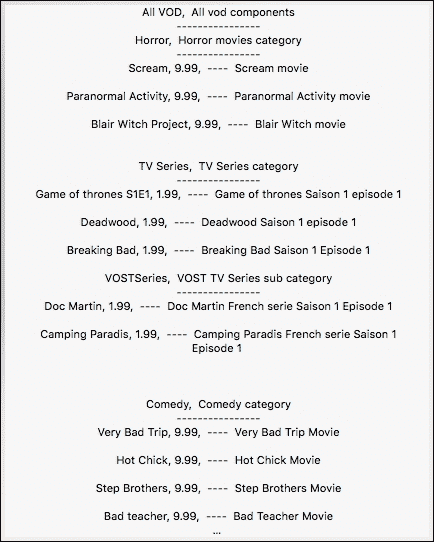 All VOD,  All vod components
----------------
Horror,  Horror movies category
----------------
Scream, 9.99,  ----  Scream movie
Paranormal Activity, 9.99,  ----  Paranormal Activity movie
Blair Witch Project, 9.99,  ----  Blair Witch movie
TV Series,  TV Series category
----------------
Game of thrones S1E1, 1.99,  ----  Game of thrones Saison 1 episode 1
Deadwood, 1.99,  ----  Deadwood Saison 1 episode 1
Breaking Bad, 1.99,  ----  Breaking Bad Saison 1 Episode 1
VOSTSeries,  VOST TV Series sub category
----------------
Doc Martin, 1.99,  ----  Doc Martin French serie Saison 1 Episode 1
Camping Paradis, 1.99,  ----  Camping Paradis French serie Saison 1
Episode 1
Comedy,  Comedy category
----------------
Very Bad Trip, 9.99,  ----  Very Bad Trip Movie
Hot Chick, 9.99,  ----  Hot Chick Movie
Step Brothers, 9.99,  ----  Step Brothers Movie
Bad teacher, 9.99,  ----  Bad Teacher Movie
...